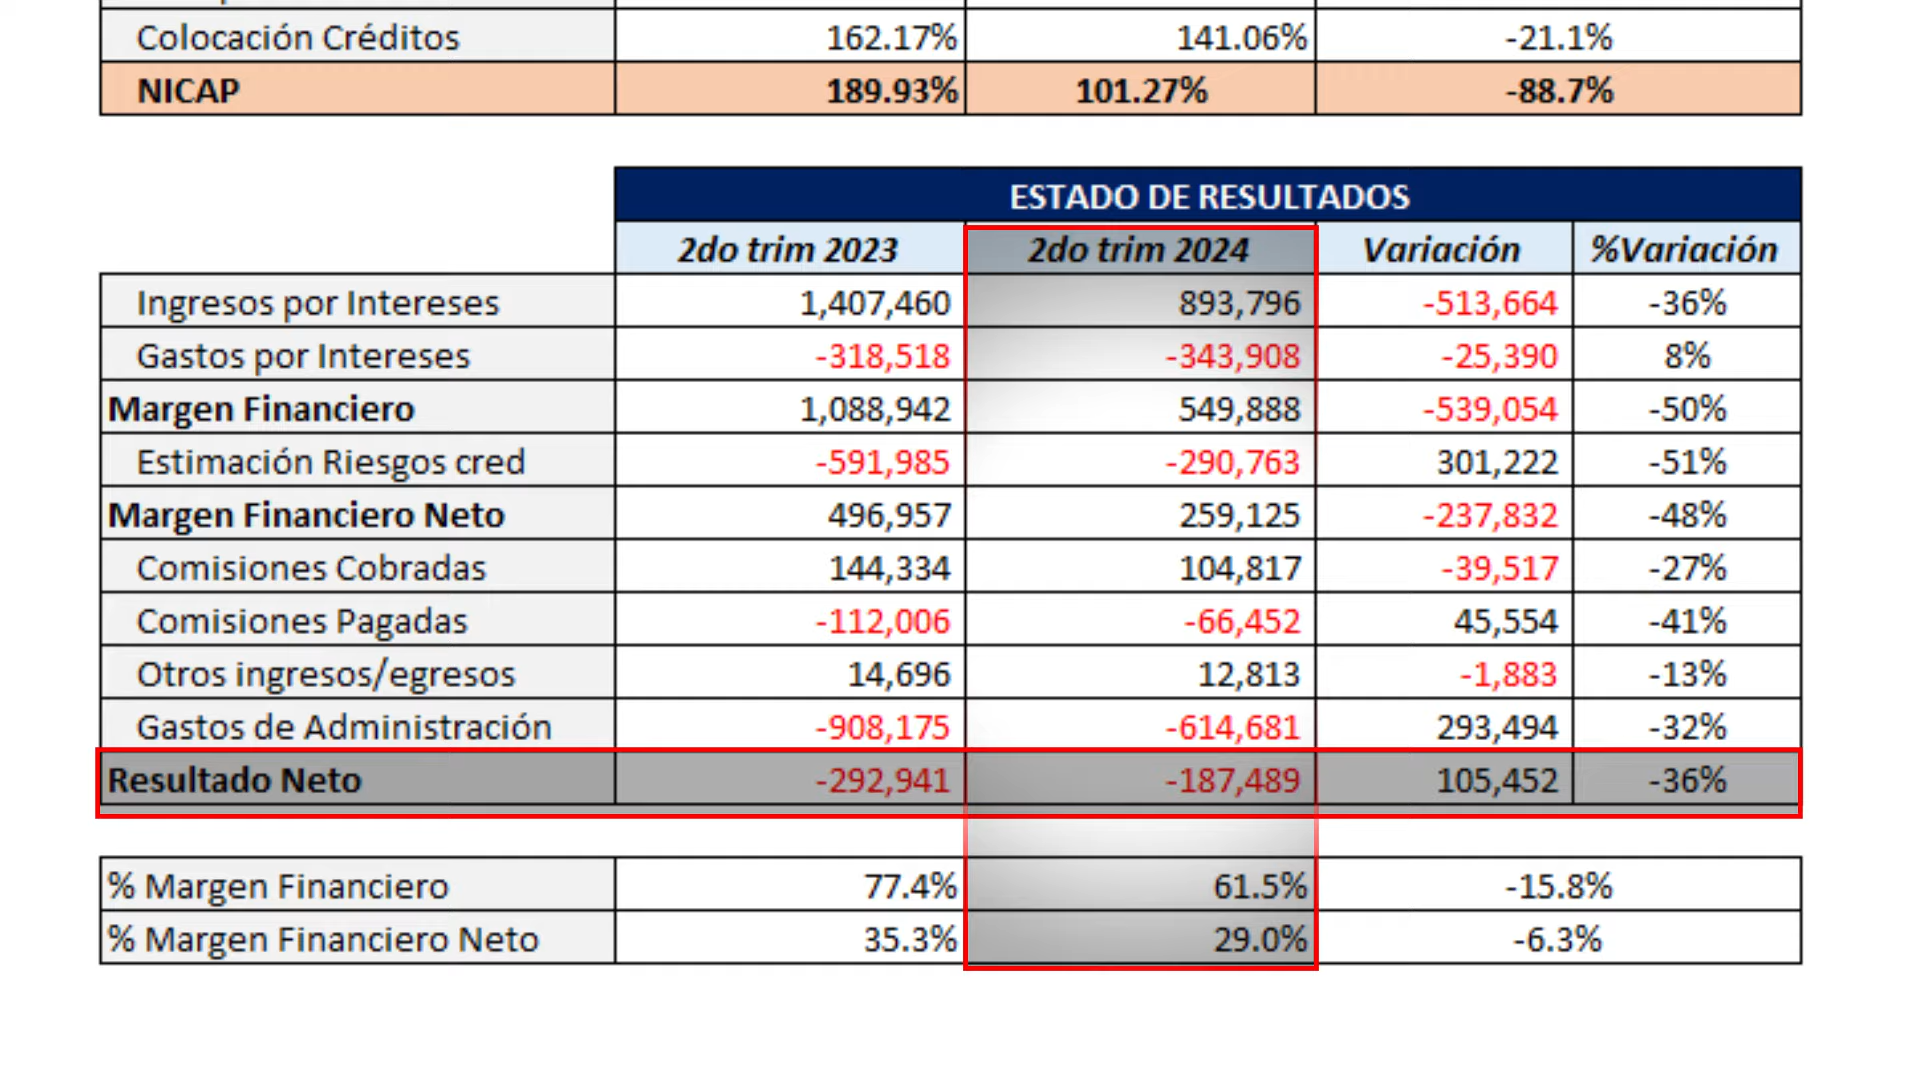 Colocación Créditos 162.17% 141.06% -21.1%
NICAP 189.93% 101.27% -88.7%
ESTADO DE RESULTADOS
2do trim 2023 2do trim 2024 Variación %Variación
Ingresos por Intereses 1,407,460 893,796 -513,664 -36%
Gastos por Intereses -318,518 -343,908 -25,390 8%
Margen Financiero 1,088,942 549,888 -539,054 -50%
Estimación Riesgos cred -591,985 -290,763 301,222 -51%
Margen Financiero Neto 496,957 259,125 -237,832 -48%
Comisiones Cobradas 144,334 104,817 -39,517 -27%
Comisiones Pagadas -112,006 -66,452 45,554 -41%
Otros ingresos/egresos 14,696 12,813 -1,883 -13%
Gastos de Administración -908,175 -614,681 293,494 -32%
Resultado Neto -292,941 -187,489 105,452 -36%
% Margen Financiero 77.4% 61.5% -15.8%
% Margen Financiero Neto 35.3% 29.0% -6.3%